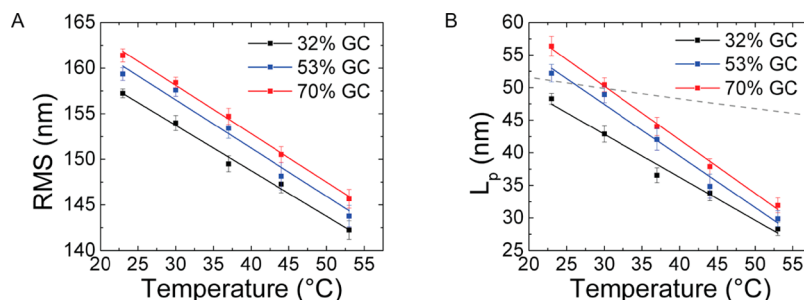 A
RMS (nm)
165
160
155
150
145
140
32% GC
53% GC
70% GC
20 25 30 35 40 45 50 55
Temperature (°C)
B
Lp (nm)
60
55
50
45
40
35
30
25
32% GC
53% GC
70% GC
20 25 30 35 40 45 50 55
Temperature (°C)